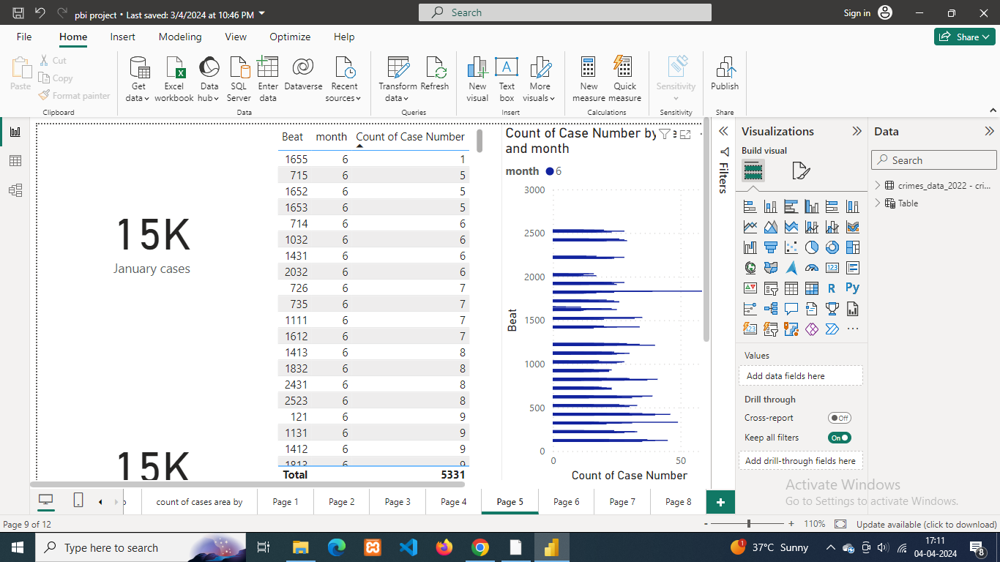 pbi project • Last saved: 3/4/2024 at 10:46 PM
Search
Sign in
File Home Insert Modeling View Optimize Help
Share
Paste
Cut
Copy
Format painter
Clipboard
Get data
Excel workbook
Data hub
SQL Server
Enter data
Dataverse
Recent sources
Data
Transform data
Refresh
Queries
New visual
Text box
More visuals
Insert
New measure
Quick measure
Calculations
Sensitivity
Sensitivity
Publish
Share
15K
January cases
15K
Beat month Count of Case Number
1655 6 1
715 6 5
1652 6 5
1653 6 5
714 6 6
1032 6 6
1431 6 6
2032 6 6
726 6 7
735 6 7
1111 6 7
1612 6 7
1413 6 8
1832 6 8
2431 6 8
2523 6 8
121 6 9
1131 6 9
1412 6 9
1813 6 9
Total 5331
Count of Case Number by
and month
month 6
3000
2500
2000
1500
1000
500
0
Beat
0 50
Count of Case Number
Filters
Visualizations
Build visual
R Py
123
Values
Add data fields here
Drill through
Cross-report Off
Keep all filters On
Add drill-through fields here
Data
Search
crimes_data_2022 - cri...
Table
Activate Windows
Go to Settings to activate Windows.
count of cases area by
Page 1
Page 2
Page 3
Page 4
Page 5
Page 6
Page 7
Page 8
Page 9 of 12
- + 110%
Update available (click to download)
Type here to search
1
37°C Sunny
17:11
04-04-2024
8